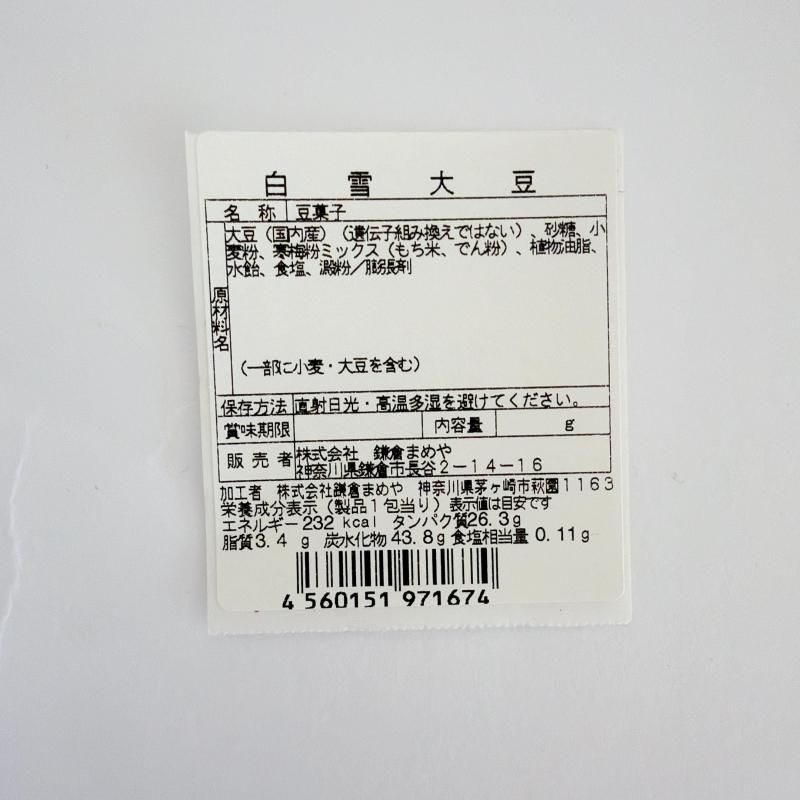 白雪大豆
名称 豆菓子
原材料名
大豆（国内産）（遺伝子組み換えではない）、砂糖、小
麦粉、寒梅粉ミックス（もち米、でん粉）、植物油脂、
水飴、食塩、澱粉／膨張剤
（一部に小麦・大豆を含む）
保存方法 直射日光・高温多湿を避けてください。
賞味期限 内容量 g
販売者 株式会社 鎌倉まめや
神奈川県鎌倉市長谷２－１４－１６
加工者 株式会社鎌倉まめや 神奈川県茅ヶ崎市萩園１１６３
栄養成分表示（製品１包当り）表示値は目安です
エネルギー232 kcal タンパク質26.3g
脂質3.4 g 炭水化物43.8g 食塩相当量 0.11g
4 560151 971674